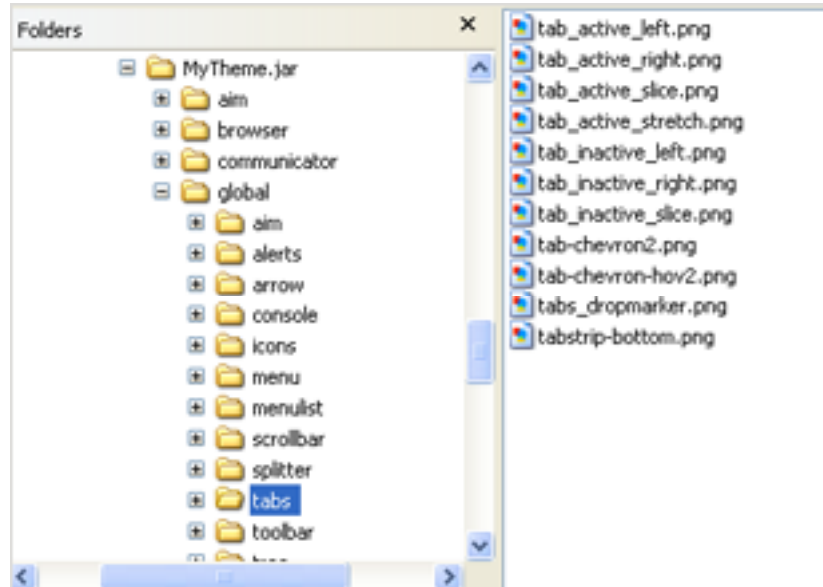 Folders
MyTheme.jar
aim
browser
communicator
global
aim
alerts
arrow
console
icons
menu
menulist
scrollbar
splitter
tabs
toolbar
tab_active_left.png
tab_active_right.png
tab_active_slice.png
tab_active_stretch.png
tab_inactive_left.png
tab_inactive_right.png
tab_inactive_slice.png
tab-chevron2.png
tab-chevron-hov2.png
tabs_dropmarker.png
tabstrip-bottom.png